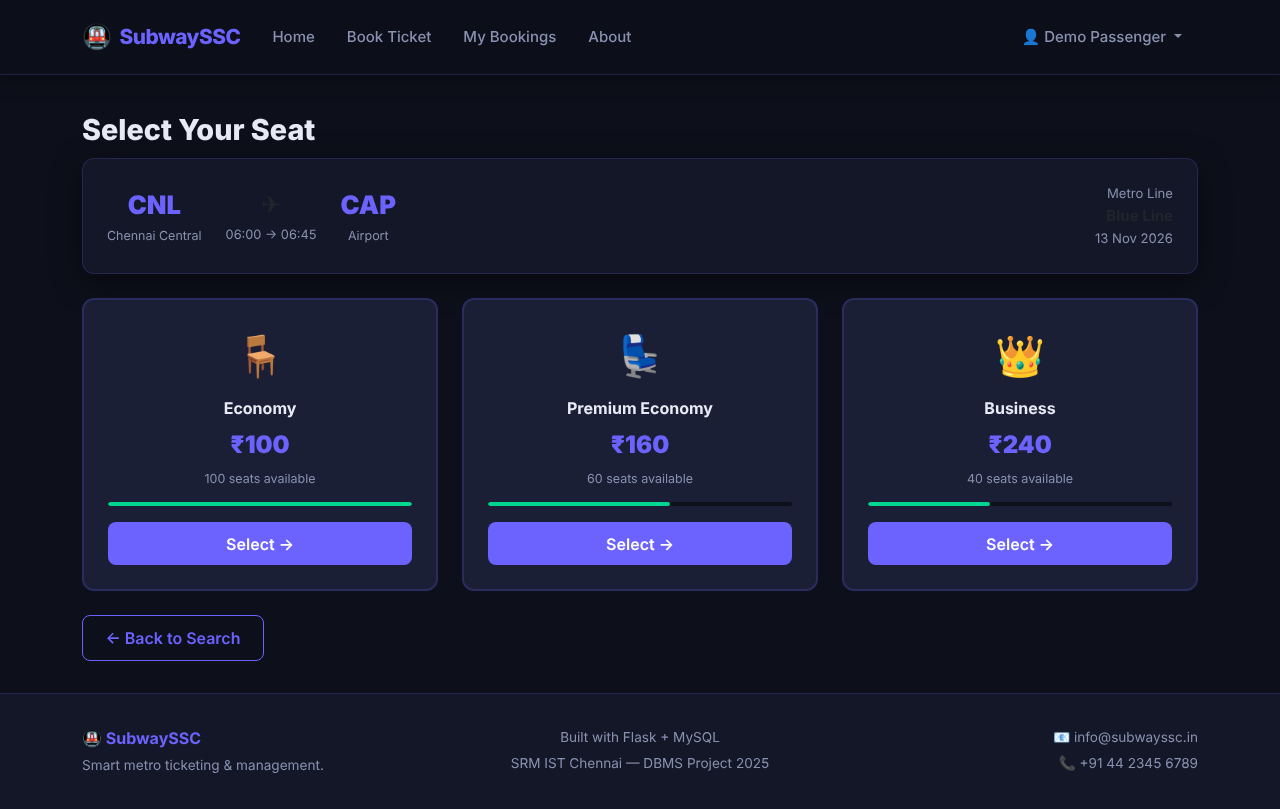 SubwaySSC
Home
Book Ticket
My Bookings
About
Demo Passenger
Select Your Seat
CNL
Chennai Central
✈
06:00 → 06:45
CAP
Airport
Metro Line
Blue Line
13 Nov 2026
Economy
₹100
100 seats available
Select →
Premium Economy
₹160
60 seats available
Select →
Business
₹240
40 seats available
Select →
← Back to Search
SubwaySSC
Smart metro ticketing & management.
Built with Flask + MySQL
SRM IST Chennai — DBMS Project 2025
info@subwayssc.in
+91 44 2345 6789